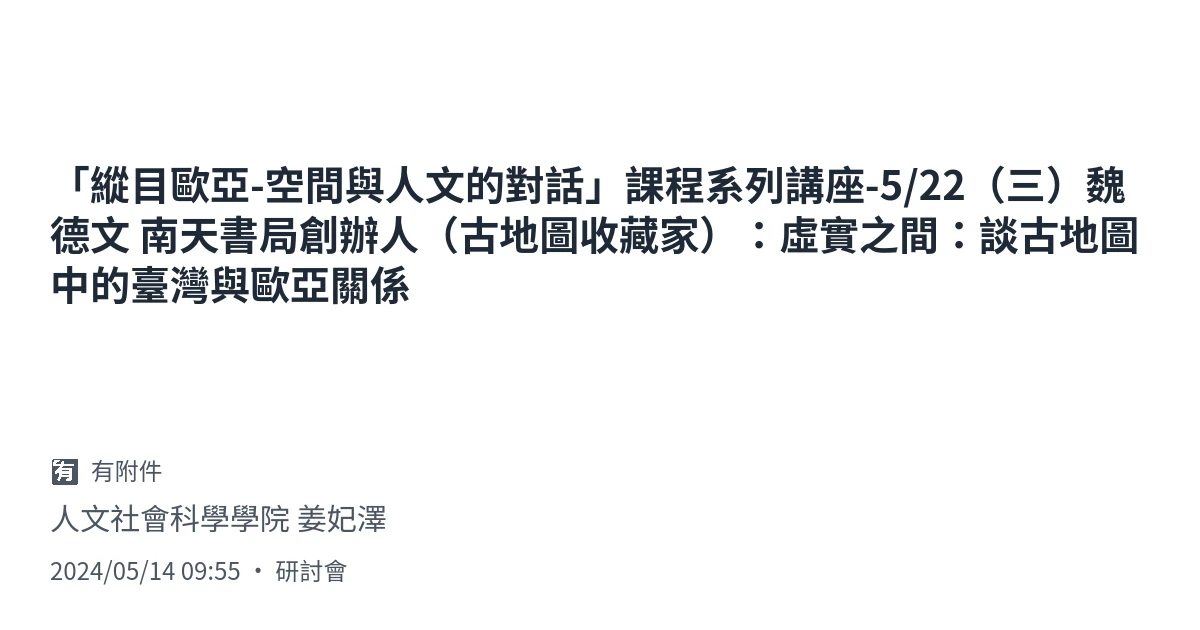 「縱目歐亞-空間與人文的對話」課程系列講座-5/22（三）魏
德文 南天書局創辦人（古地圖收藏家）：虛實之間：談古地圖
中的臺灣與歐亞關係
有 有附件
人文社會科學學院 姜妃澤
2024/05/14 09:55 • 研討會